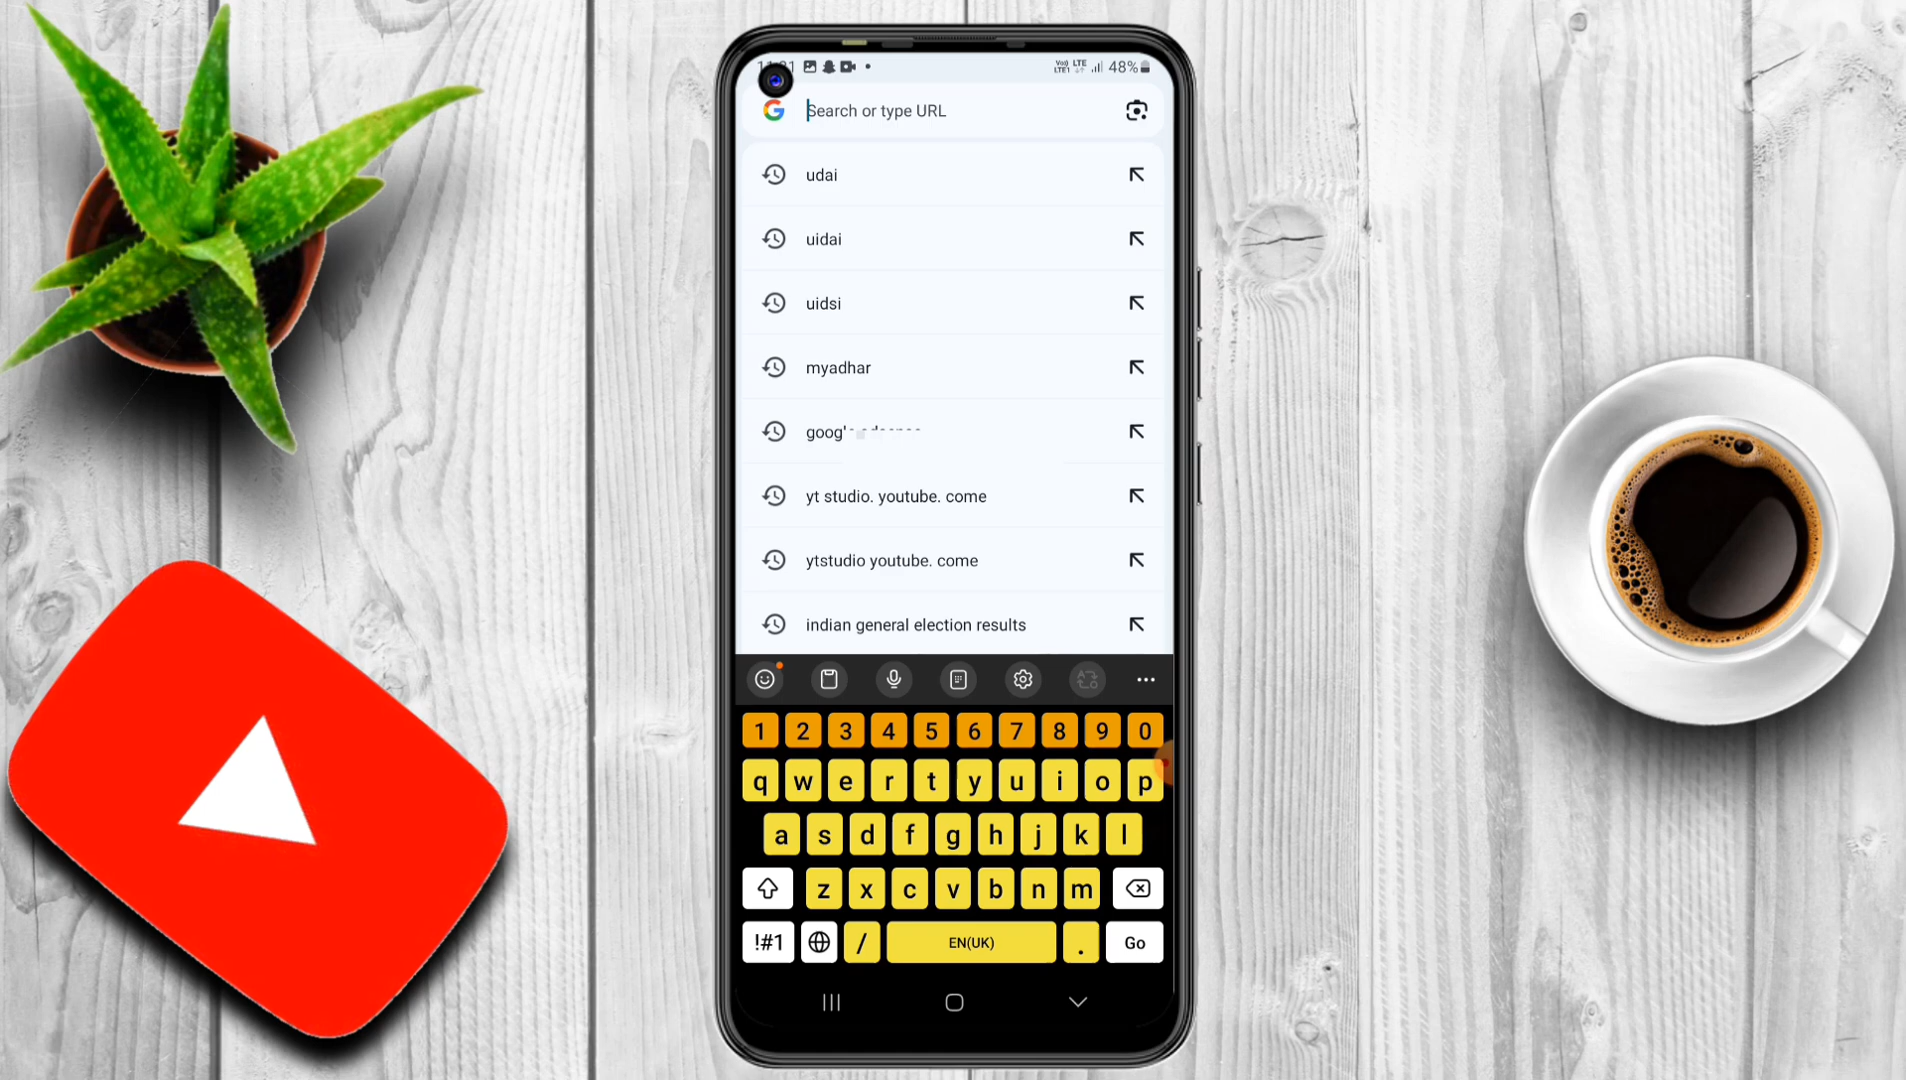 48%
Search or type URL
udai
uidai
uidsi
myadhar
yt studio. youtube. come
ytstudio youtube. come
indian general election results
1 2 3 4 5 6 7 8 9 0
q w e r t y u i o p
a s d f g h j k l
z x c v b n m
!#1 / EN(UK) . Go